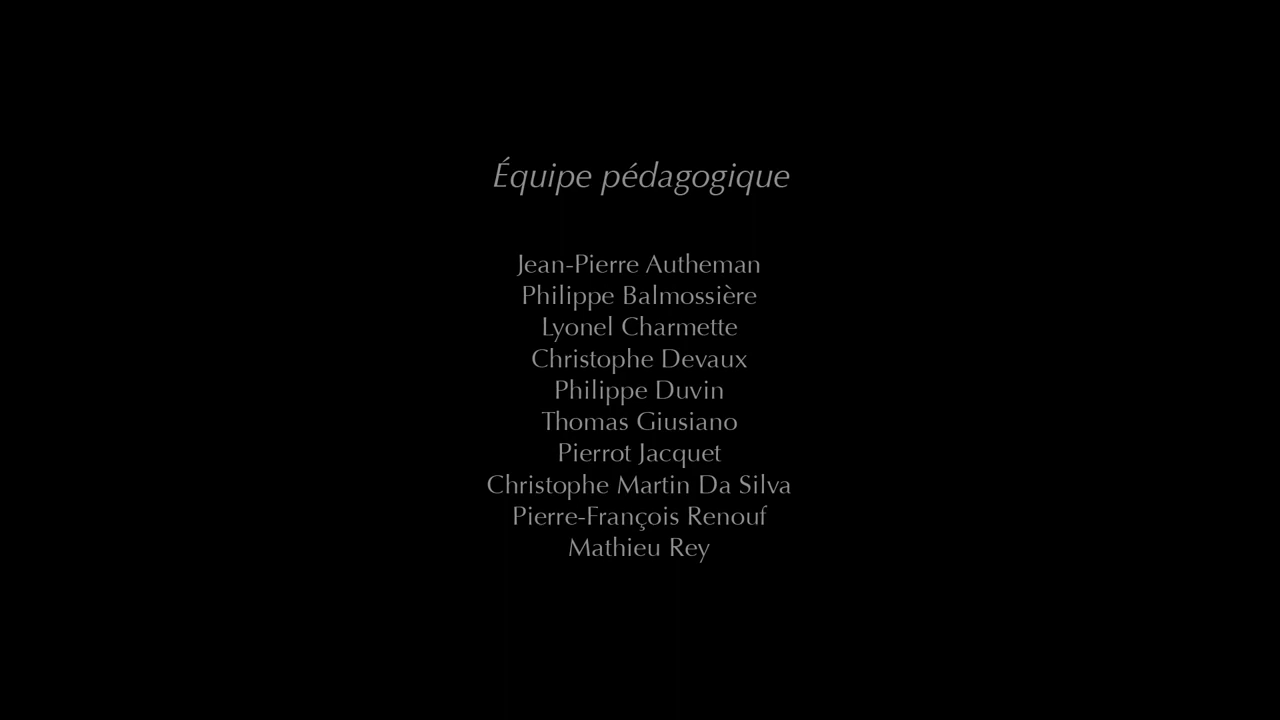 Équipe pédagogique
Jean-Pierre Autheman
Philippe Balmossière
Lyonel Charmette
Christophe Devaux
Philippe Duvin
Thomas Giusiano
Pierrot Jacquet
Christophe Martin Da Silva
Pierre-François Renouf
Mathieu Rey